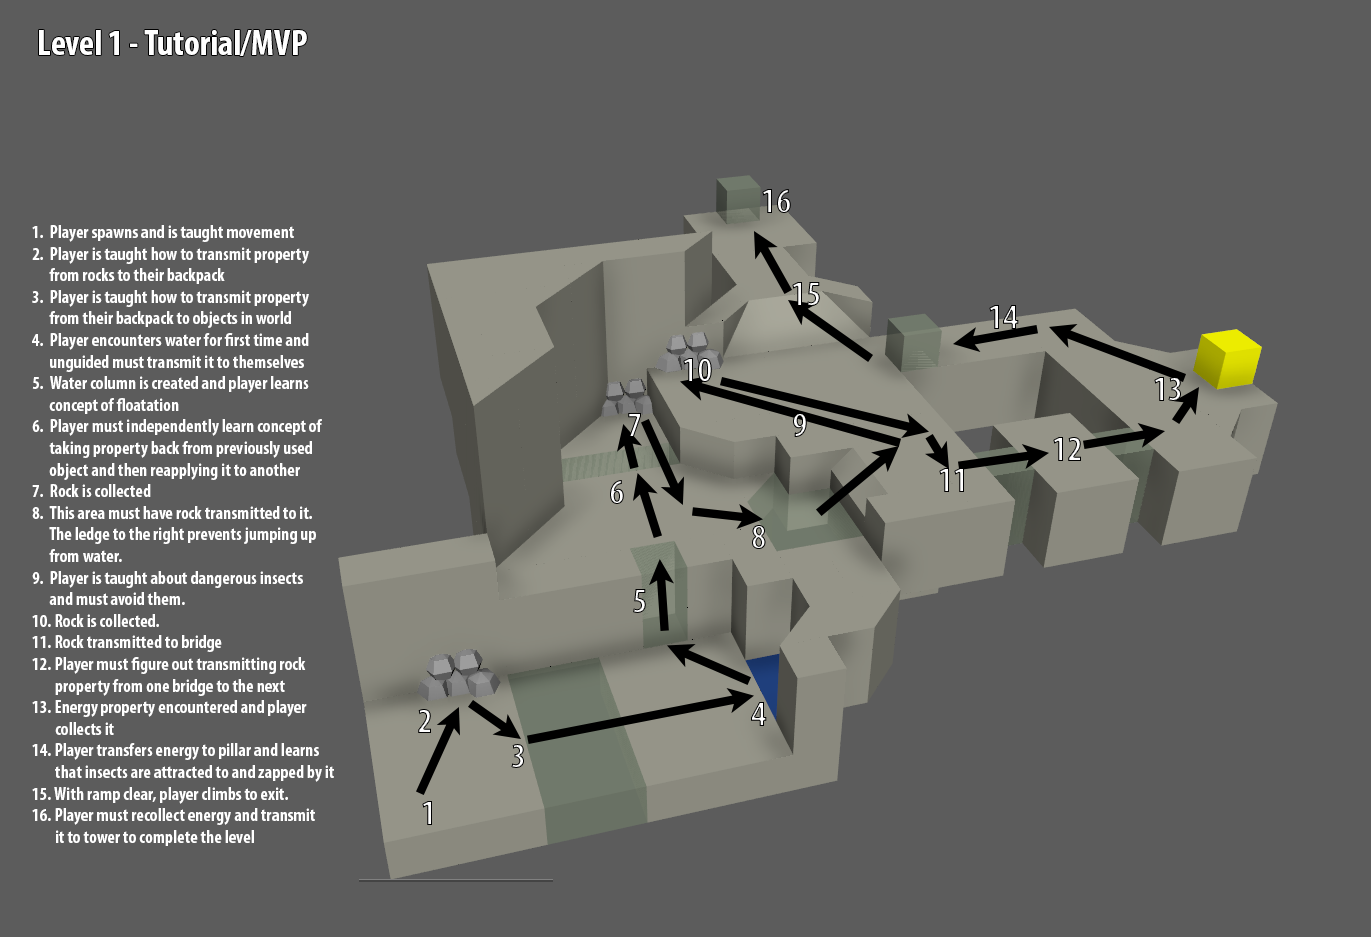 Level 1 - Tutorial/MVP
1. Player spawns and is taught movement
2. Player is taught how to transmit property
from rocks to their backpack
3. Player is taught how to transmit property
from their backpack to objects in world
4. Player encounters water for first time and
unguided must transmit it to themselves
5. Water column is created and player learns
concept of floatation
6. Player must independently learn concept of
taking property back from previously used
object and then reapplying it to another
7. Rock is collected
8. This area must have rock transmitted to it.
The ledge to the right prevents jumping up
from water.
9. Player is taught about dangerous insects
and must avoid them.
10. Rock is collected.
11. Rock transmitted to bridge
12. Player must figure out transmitting rock
property from one bridge to the next
13. Energy property encountered and player
collects it
14. Player transfers energy to pillar and learns
that insects are attracted to and zapped by it
15. With ramp clear, player climbs to exit.
16. Player must recollect energy and transmit
it to tower to complete the level
16
15
14
13
10
7
9
12
11
6
8
5
4
2
3
1